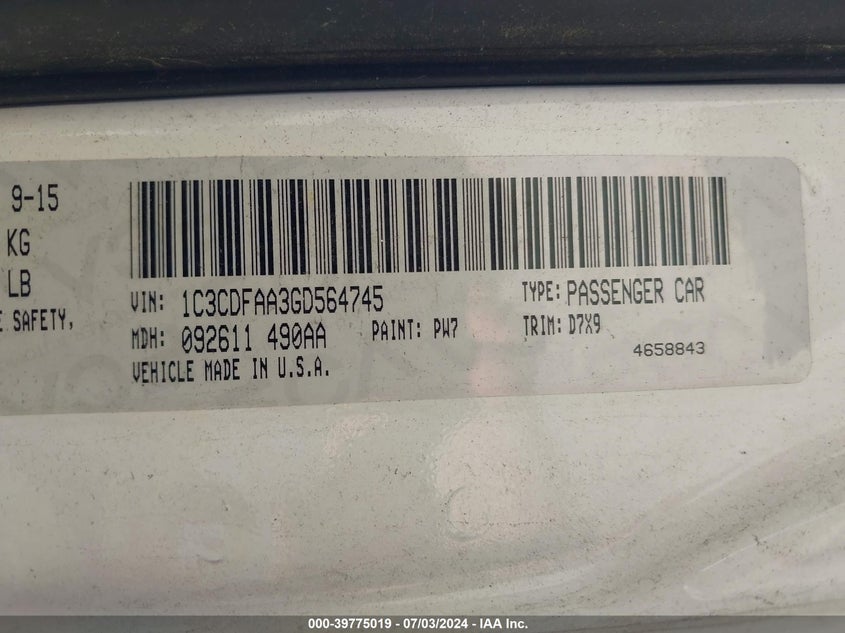 9-15
KG
LB
E SAFETY,
VIN: 1C3CDFAA3GD564745
TYPE: PASSENGER CAR
MDH: 092611 490AA
PAINT: PW7
TRIM: D7X9
VEHICLE MADE IN U.S.A.
4658843
000-39775019 - 07/03/2024 - IAA Inc.